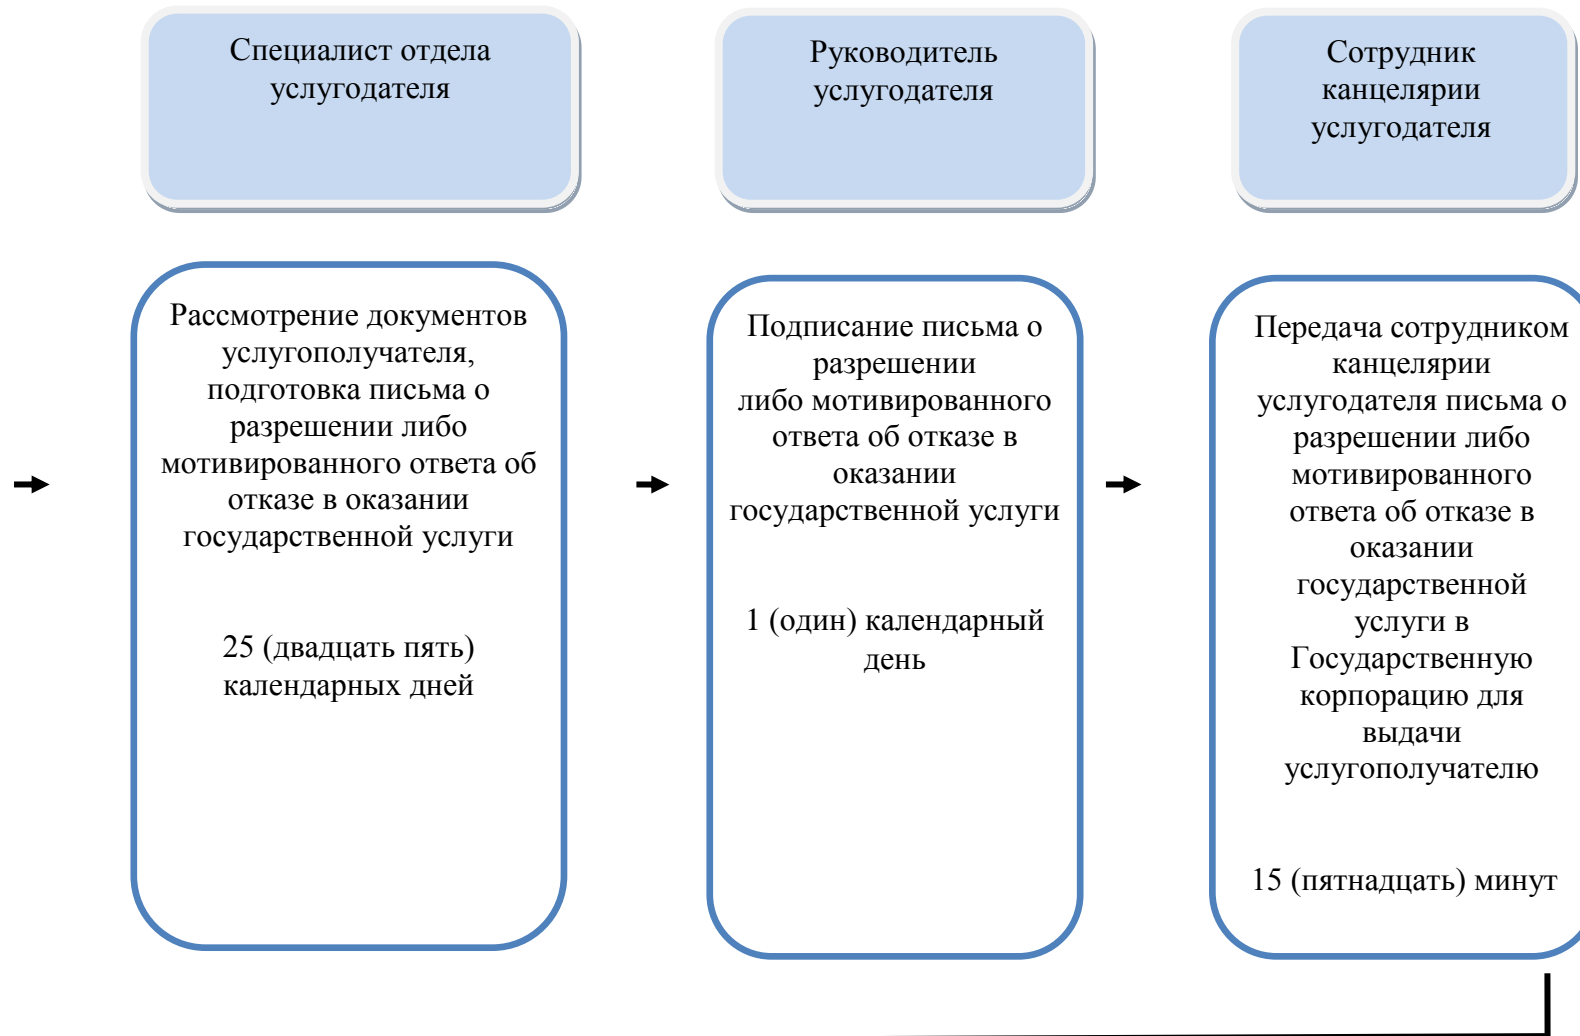 Специалист отдела
услугодателя
Руководитель
услугодателя
Сотрудник
канцелярии
услугодателя
Рассмотрение документов
услугополучателя,
подготовка письма о
разрешении либо
мотивированного ответа об
отказе в оказании
государственной услуги
25 (двадцать пять)
календарных дней
Подписание письма о
разрешении
либо мотивированного
ответа об отказе в
оказании
государственной услуги
1 (один) календарный
день
Передача сотрудником
канцелярии
услугодателя письма о
разрешении либо
мотивированного
ответа об отказе в
оказании
государственной
услуги в
Государственную
корпорацию для
выдачи
услугополучателю
15 (пятнадцать) минут